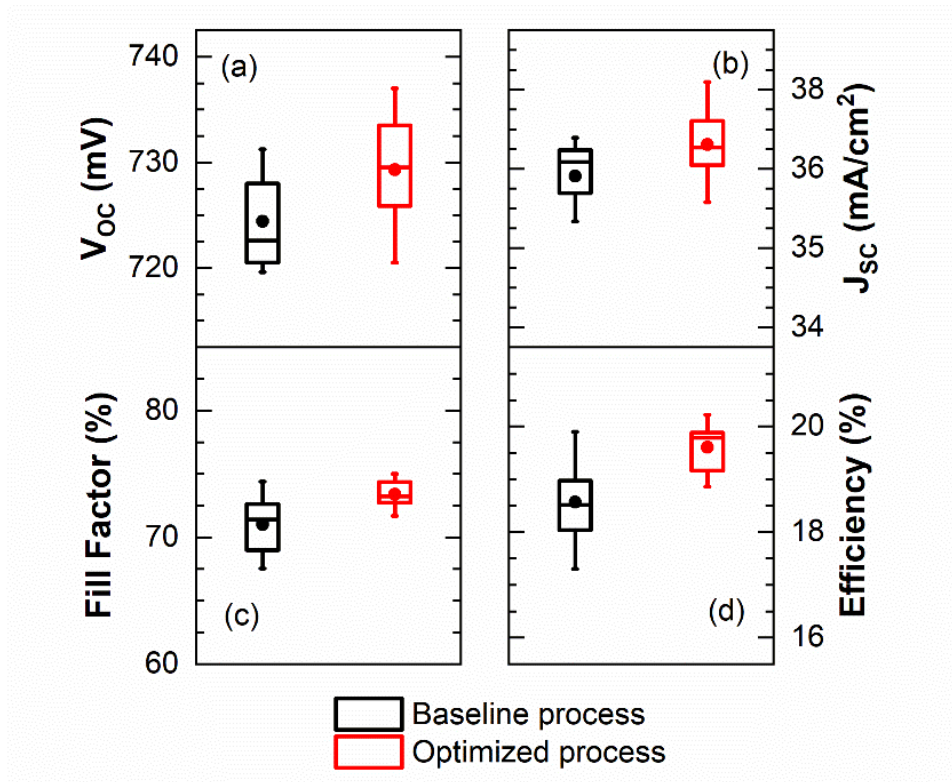 (a)
740
730
720
V_OC (mV)
(b)
38
36
35
34
J_SC (mA/cm²)
80
70
60
Fill Factor (%)
(c)
20
18
16
Efficiency (%)
(d)
Baseline process
Optimized process